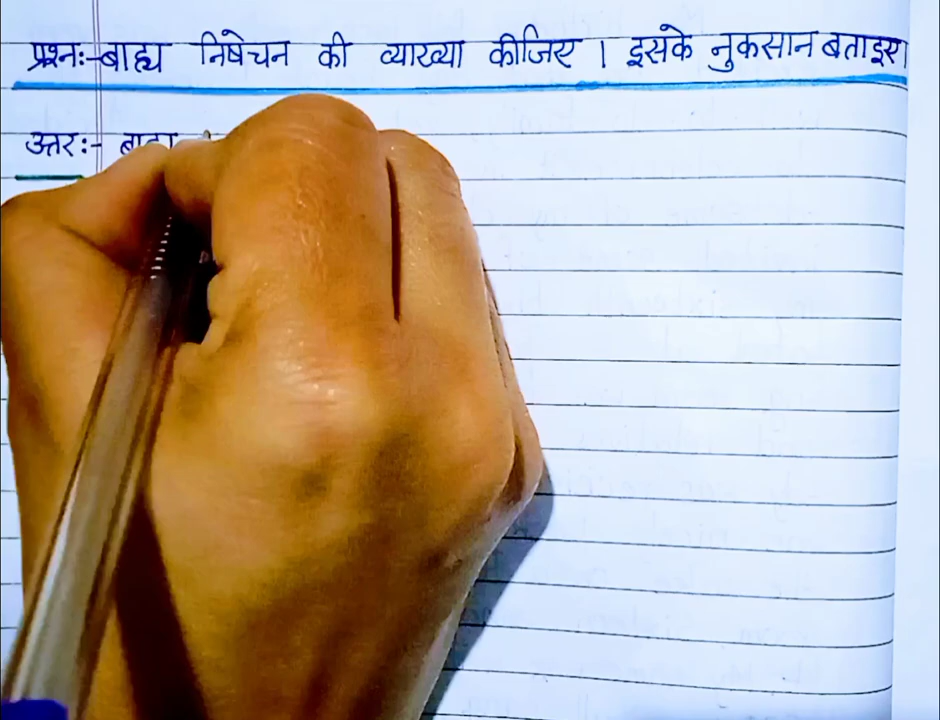 प्रश्नः- बाह्य निषेचन की व्याख्या कीजिए । इसके नुकसान बताइए
उत्तरः- बाह्य